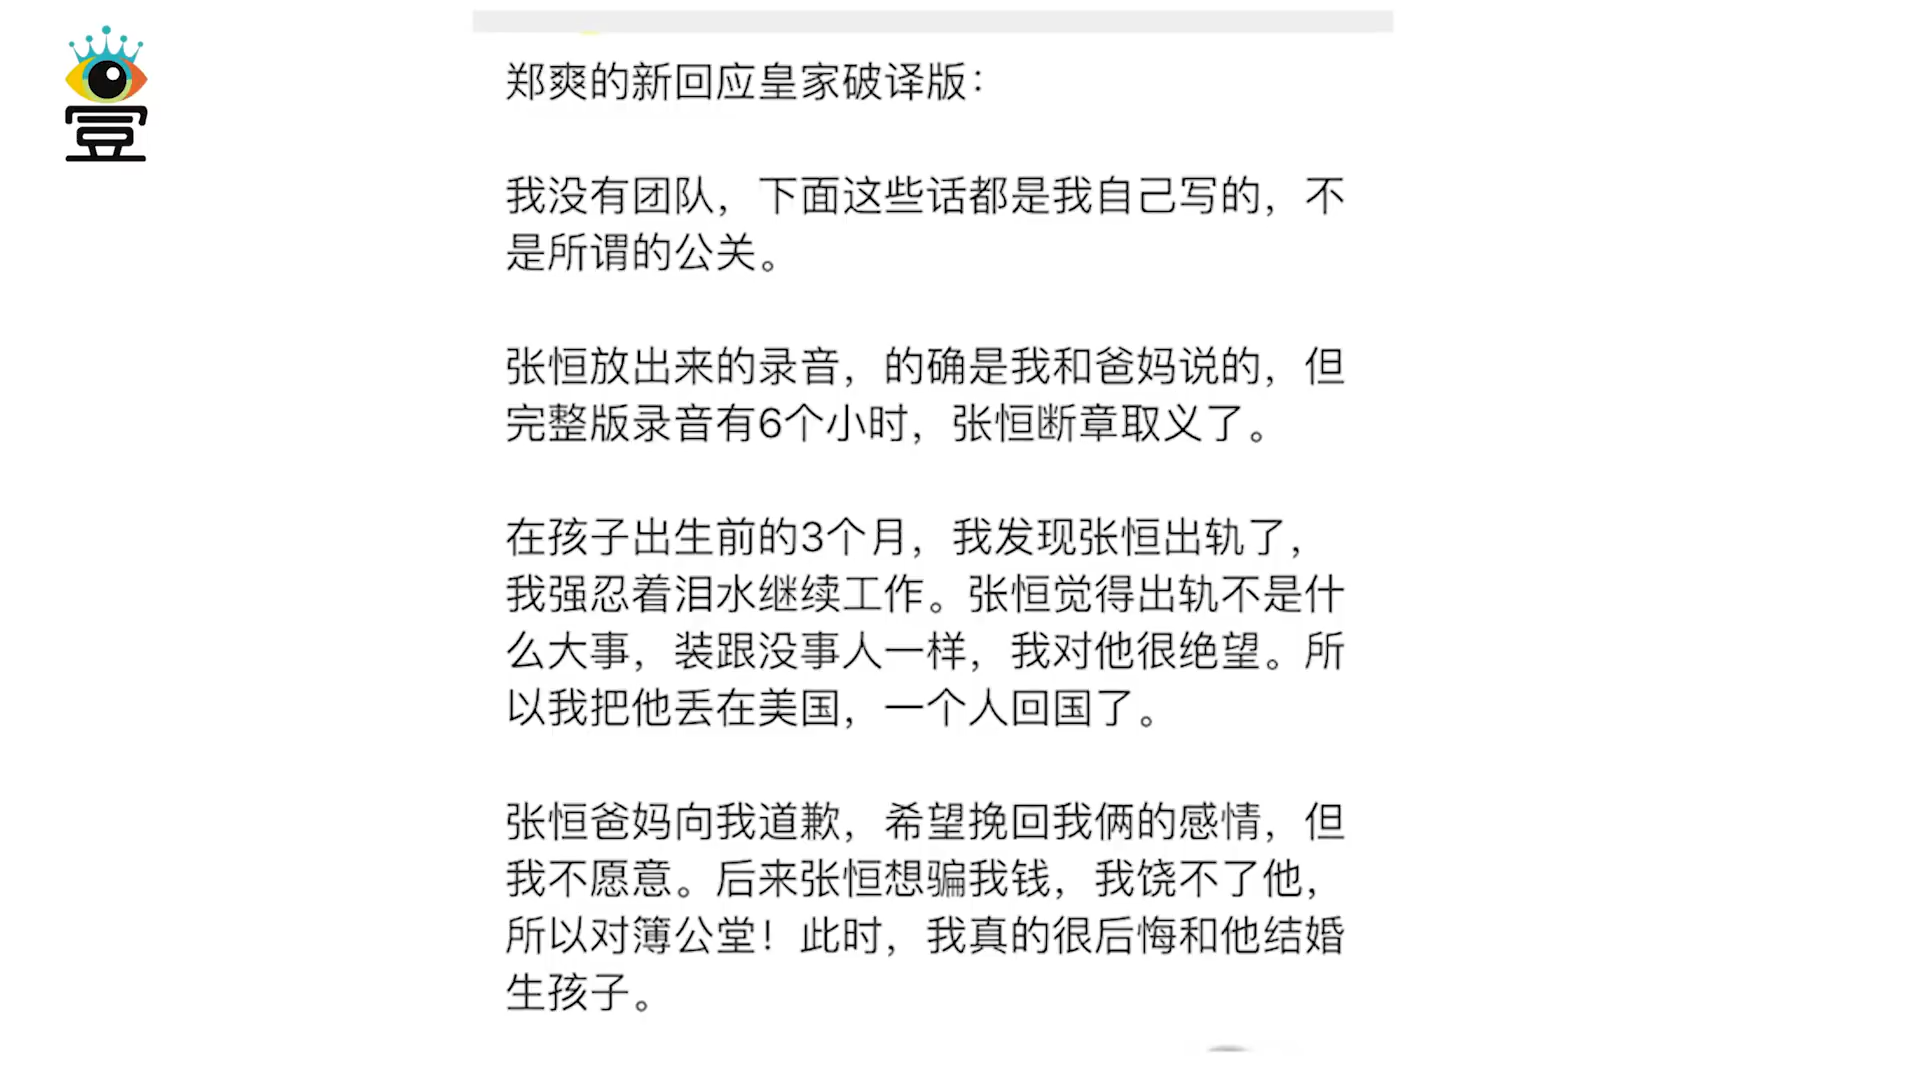 壹
郑爽的新回应皇家破译版：
我没有团队，下面这些话都是我自己写的，不
是所谓的公关。
张恒放出来的录音，的确是我和爸妈说的，但
完整版录音有6个小时，张恒断章取义了。
在孩子出生前的3个月，我发现张恒出轨了，
我强忍着泪水继续工作。张恒觉得出轨不是什
么大事，装跟没事人一样，我对他很绝望。所
以我把他丢在美国，一个人回国了。
张恒爸妈向我道歉，希望挽回我俩的感情，但
我不愿意。后来张恒想骗我钱，我饶不了他，
所以对簿公堂！此时，我真的很后悔和他结婚
生孩子。